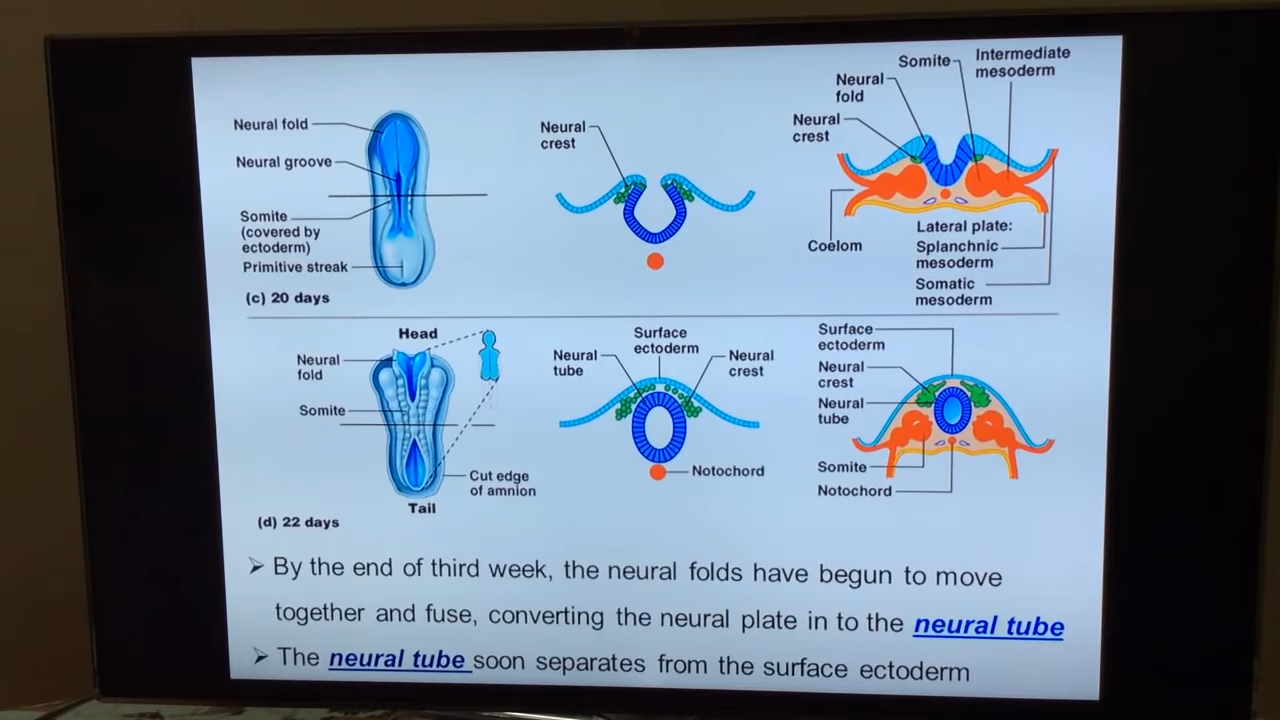 Neural fold
Neural groove
Somite
(covered by
ectoderm)
Primitive streak
(c) 20 days
Neural
crest
Somite
Intermediate
mesoderm
Neural
fold
Neural
crest
Coelom
Lateral plate:
Splanchnic
mesoderm
Somatic
mesoderm
Head
Neural
fold
Somite
Cut edge
of amnion
Tail
(d) 22 days
Surface
ectoderm
Neural
tube
Neural
crest
Notochord
Surface
ectoderm
Neural
crest
Neural
tube
Somite
Notochord
➢ By the end of third week, the neural folds have begun to move
together and fuse, converting the neural plate in to the neural tube
➢ The neural tube soon separates from the surface ectoderm